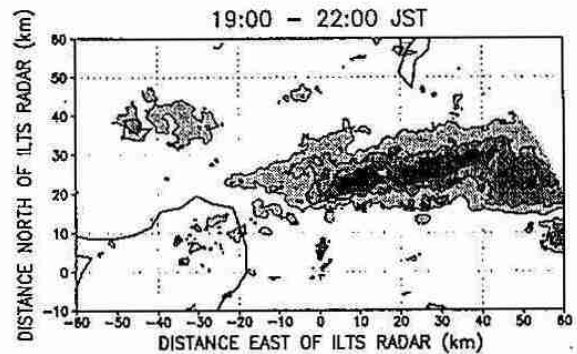 19:00 – 22:00 JST
DISTANCE NORTH OF ILTS RADAR (km)
60
50
40
30
20
10
0
-10
-60 -50 -40 -30 -20 -10 0 10 20 30 40 50 60
DISTANCE EAST OF ILTS RADAR (km)